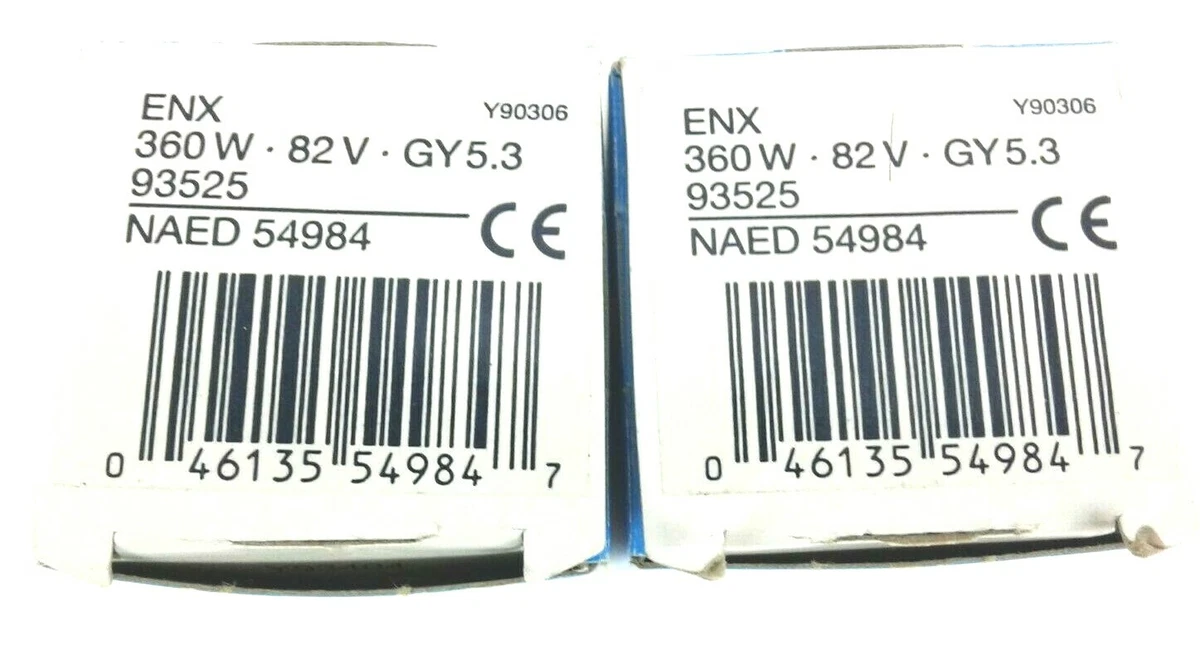 ENX
Y90306
360 W · 82 V · GY5.3
93525
NAED 54984
CE
0 46135 54984 7
ENX
Y90306
360 W · 82 V · GY5.3
93525
NAED 54984
CE
0 46135 54984 7